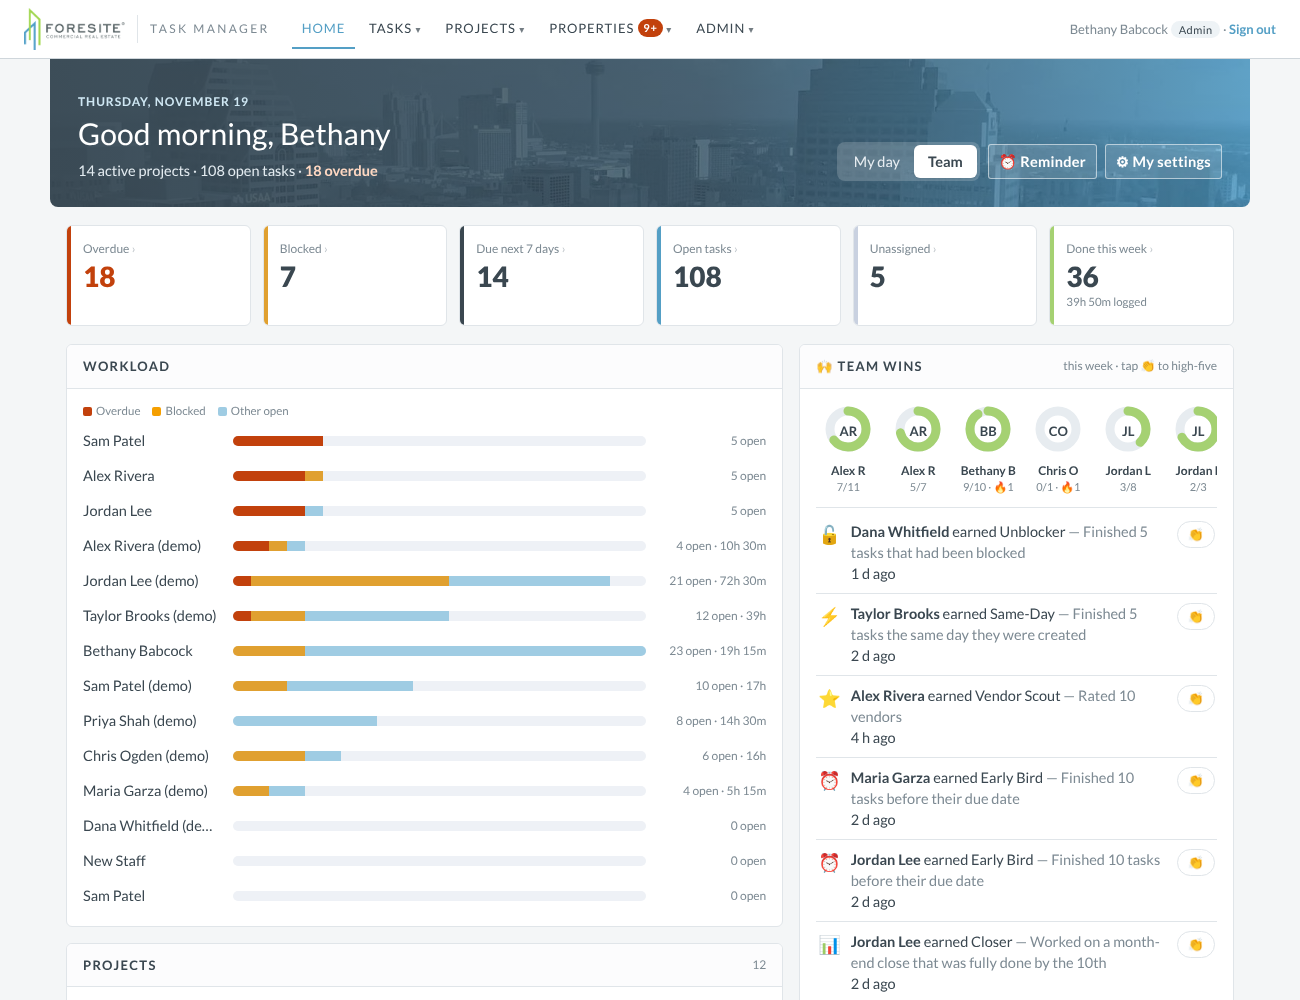 FORESITE
COMMERCIAL REAL ESTATE
TASK MANAGER
HOME
TASKS ▾
PROJECTS ▾
PROPERTIES 9+ ▾
ADMIN ▾
Bethany Babcock Admin · Sign out
THURSDAY, NOVEMBER 19
Good morning, Bethany
14 active projects · 108 open tasks · 18 overdue
My day
Team
⏰ Reminder
⚙ My settings
Overdue ›
18
Blocked ›
7
Due next 7 days ›
14
Open tasks ›
108
Unassigned ›
5
Done this week ›
36
39h 50m logged
WORKLOAD
Overdue Blocked Other open
Sam Patel 5 open
Alex Rivera 5 open
Jordan Lee 5 open
Alex Rivera (demo) 4 open · 10h 30m
Jordan Lee (demo) 21 open · 72h 30m
Taylor Brooks (demo) 12 open · 39h
Bethany Babcock 23 open · 19h 15m
Sam Patel (demo) 10 open · 17h
Priya Shah (demo) 8 open · 14h 30m
Chris Ogden (demo) 6 open · 16h
Maria Garza (demo) 4 open · 5h 15m
Dana Whitfield (de... 0 open
New Staff 0 open
Sam Patel 0 open
PROJECTS 12
🙌 TEAM WINS
this week · tap 👏 to high-five
AR AR BB CO JL JL
Alex R Alex R Bethany B Chris O Jordan L Jordan
7/11 5/7 9/10 · 🔥1 0/1 · 🔥1 3/8 2/3
Dana Whitfield earned Unblocker — Finished 5
tasks that had been blocked
1 d ago
Taylor Brooks earned Same-Day — Finished 5
tasks the same day they were created
2 d ago
Alex Rivera earned Vendor Scout — Rated 10
vendors
4 h ago
Maria Garza earned Early Bird — Finished 10
tasks before their due date
2 d ago
Jordan Lee earned Early Bird — Finished 10 tasks
before their due date
2 d ago
Jordan Lee earned Closer — Worked on a month-
end close that was fully done by the 10th
2 d ago